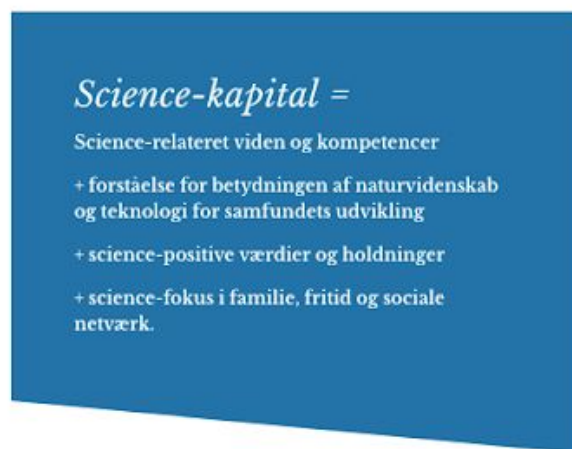 Science-kapital =
Science-relateret viden og kompetencer
+ forståelse for betydningen af naturvidenskab
og teknologi for samfundets udvikling
+ science-positive værdier og holdninger
+ science-fokus i familie, fritid og sociale
netværk.